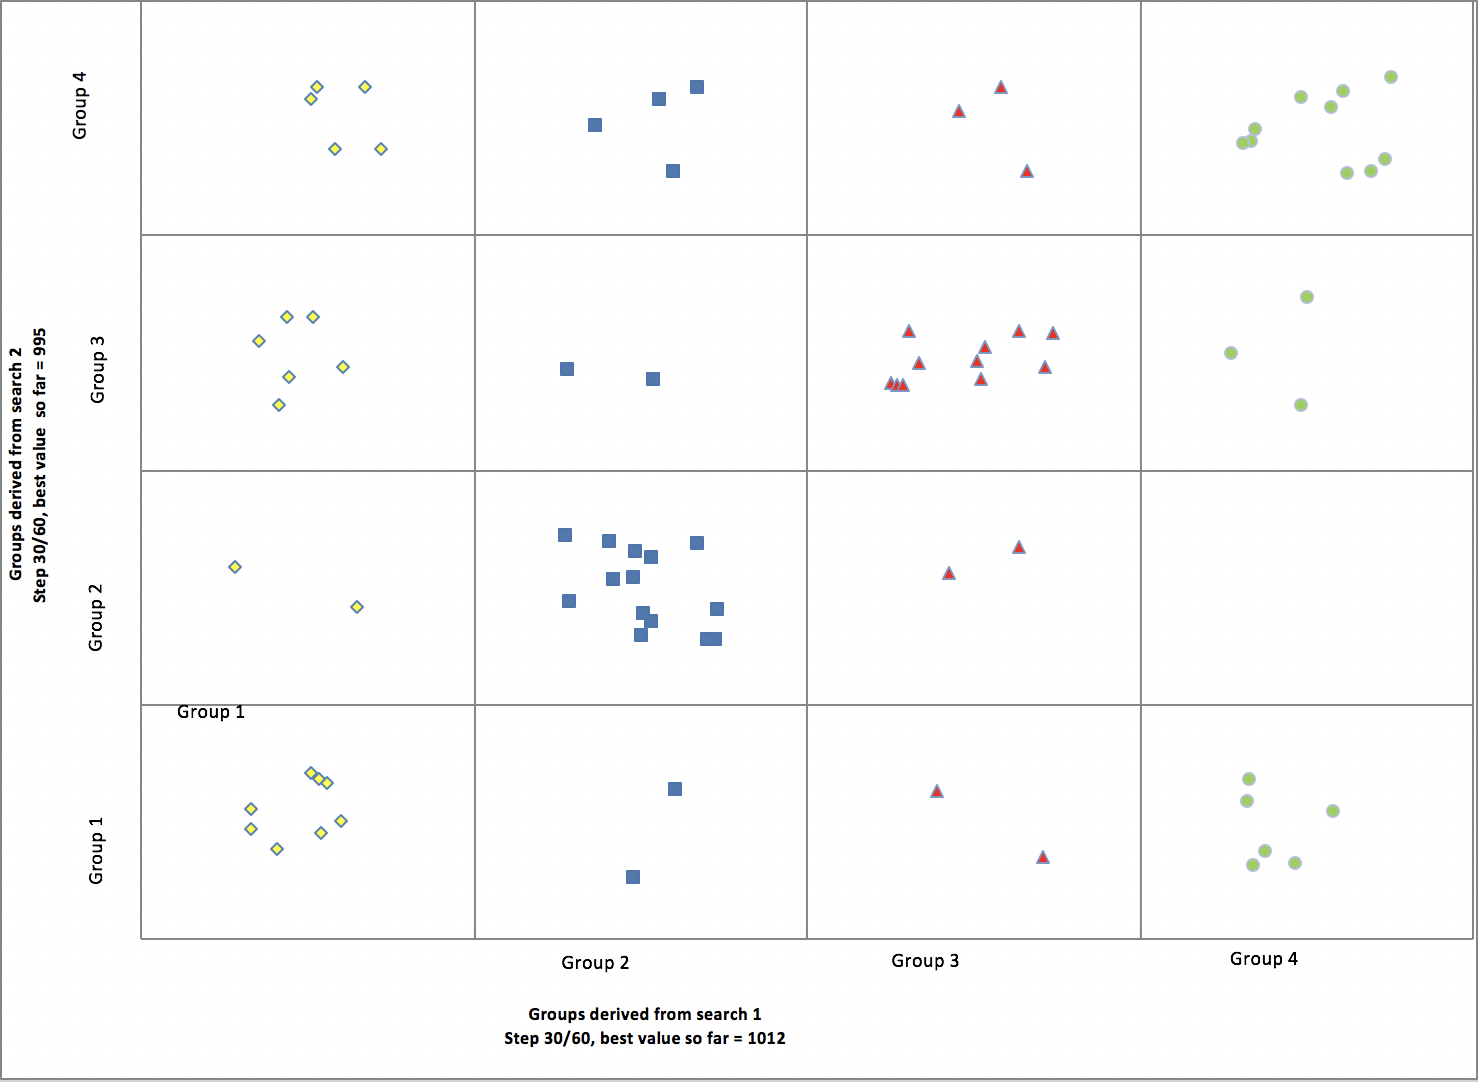 Group 4
Group 3
Groups derived from search 2
Step 30/60, best value so far = 995
Group 2
Group 1
Group 1
Group 2
Group 3
Group 4
Groups derived from search 1
Step 30/60, best value so far = 1012